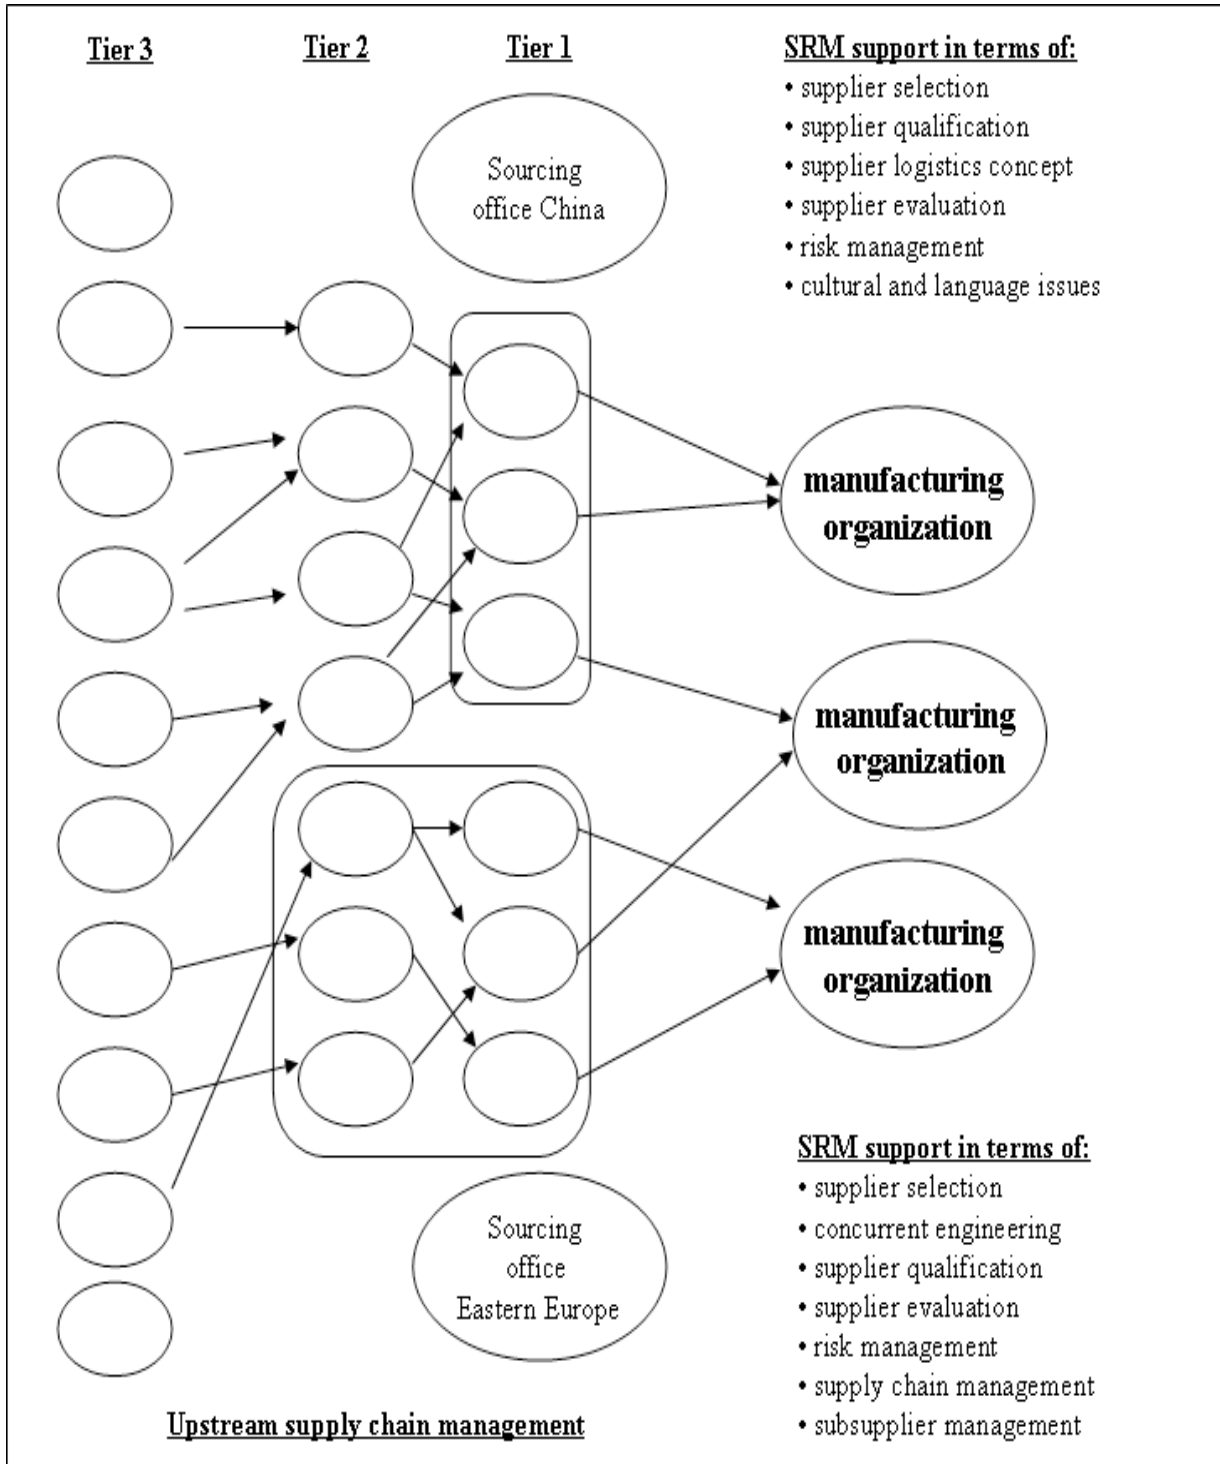 Tier 3
Tier 2
Tier 1
SRM support in terms of:
• supplier selection
• supplier qualification
• supplier logistics concept
• supplier evaluation
• risk management
• cultural and language issues
Sourcing
office China
manufacturing
organization
manufacturing
organization
manufacturing
organization
Sourcing
office
Eastern Europe
SRM support in terms of:
• supplier selection
• concurrent engineering
• supplier qualification
• supplier evaluation
• risk management
• supply chain management
• subsupplier management
Upstream supply chain management